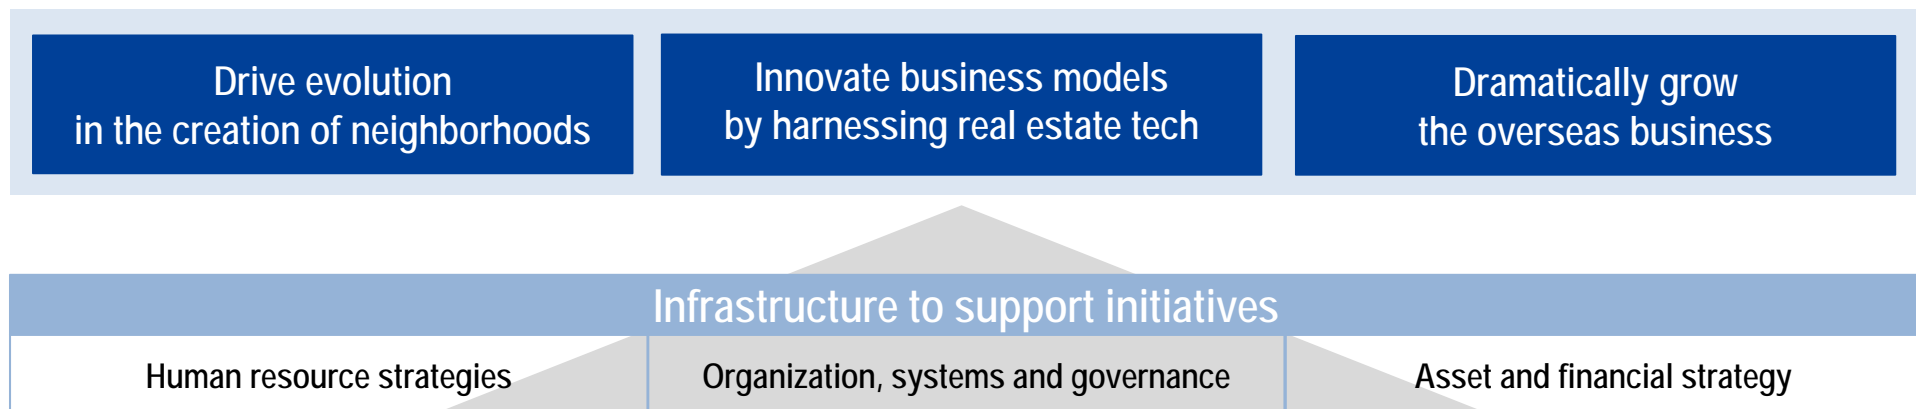 Drive evolution
in the creation of neighborhoods
Innovate business models
by harnessing real estate tech
Dramatically grow
the overseas business
Infrastructure to support initiatives
Human resource strategies
Organization, systems and governance
Asset and financial strategy